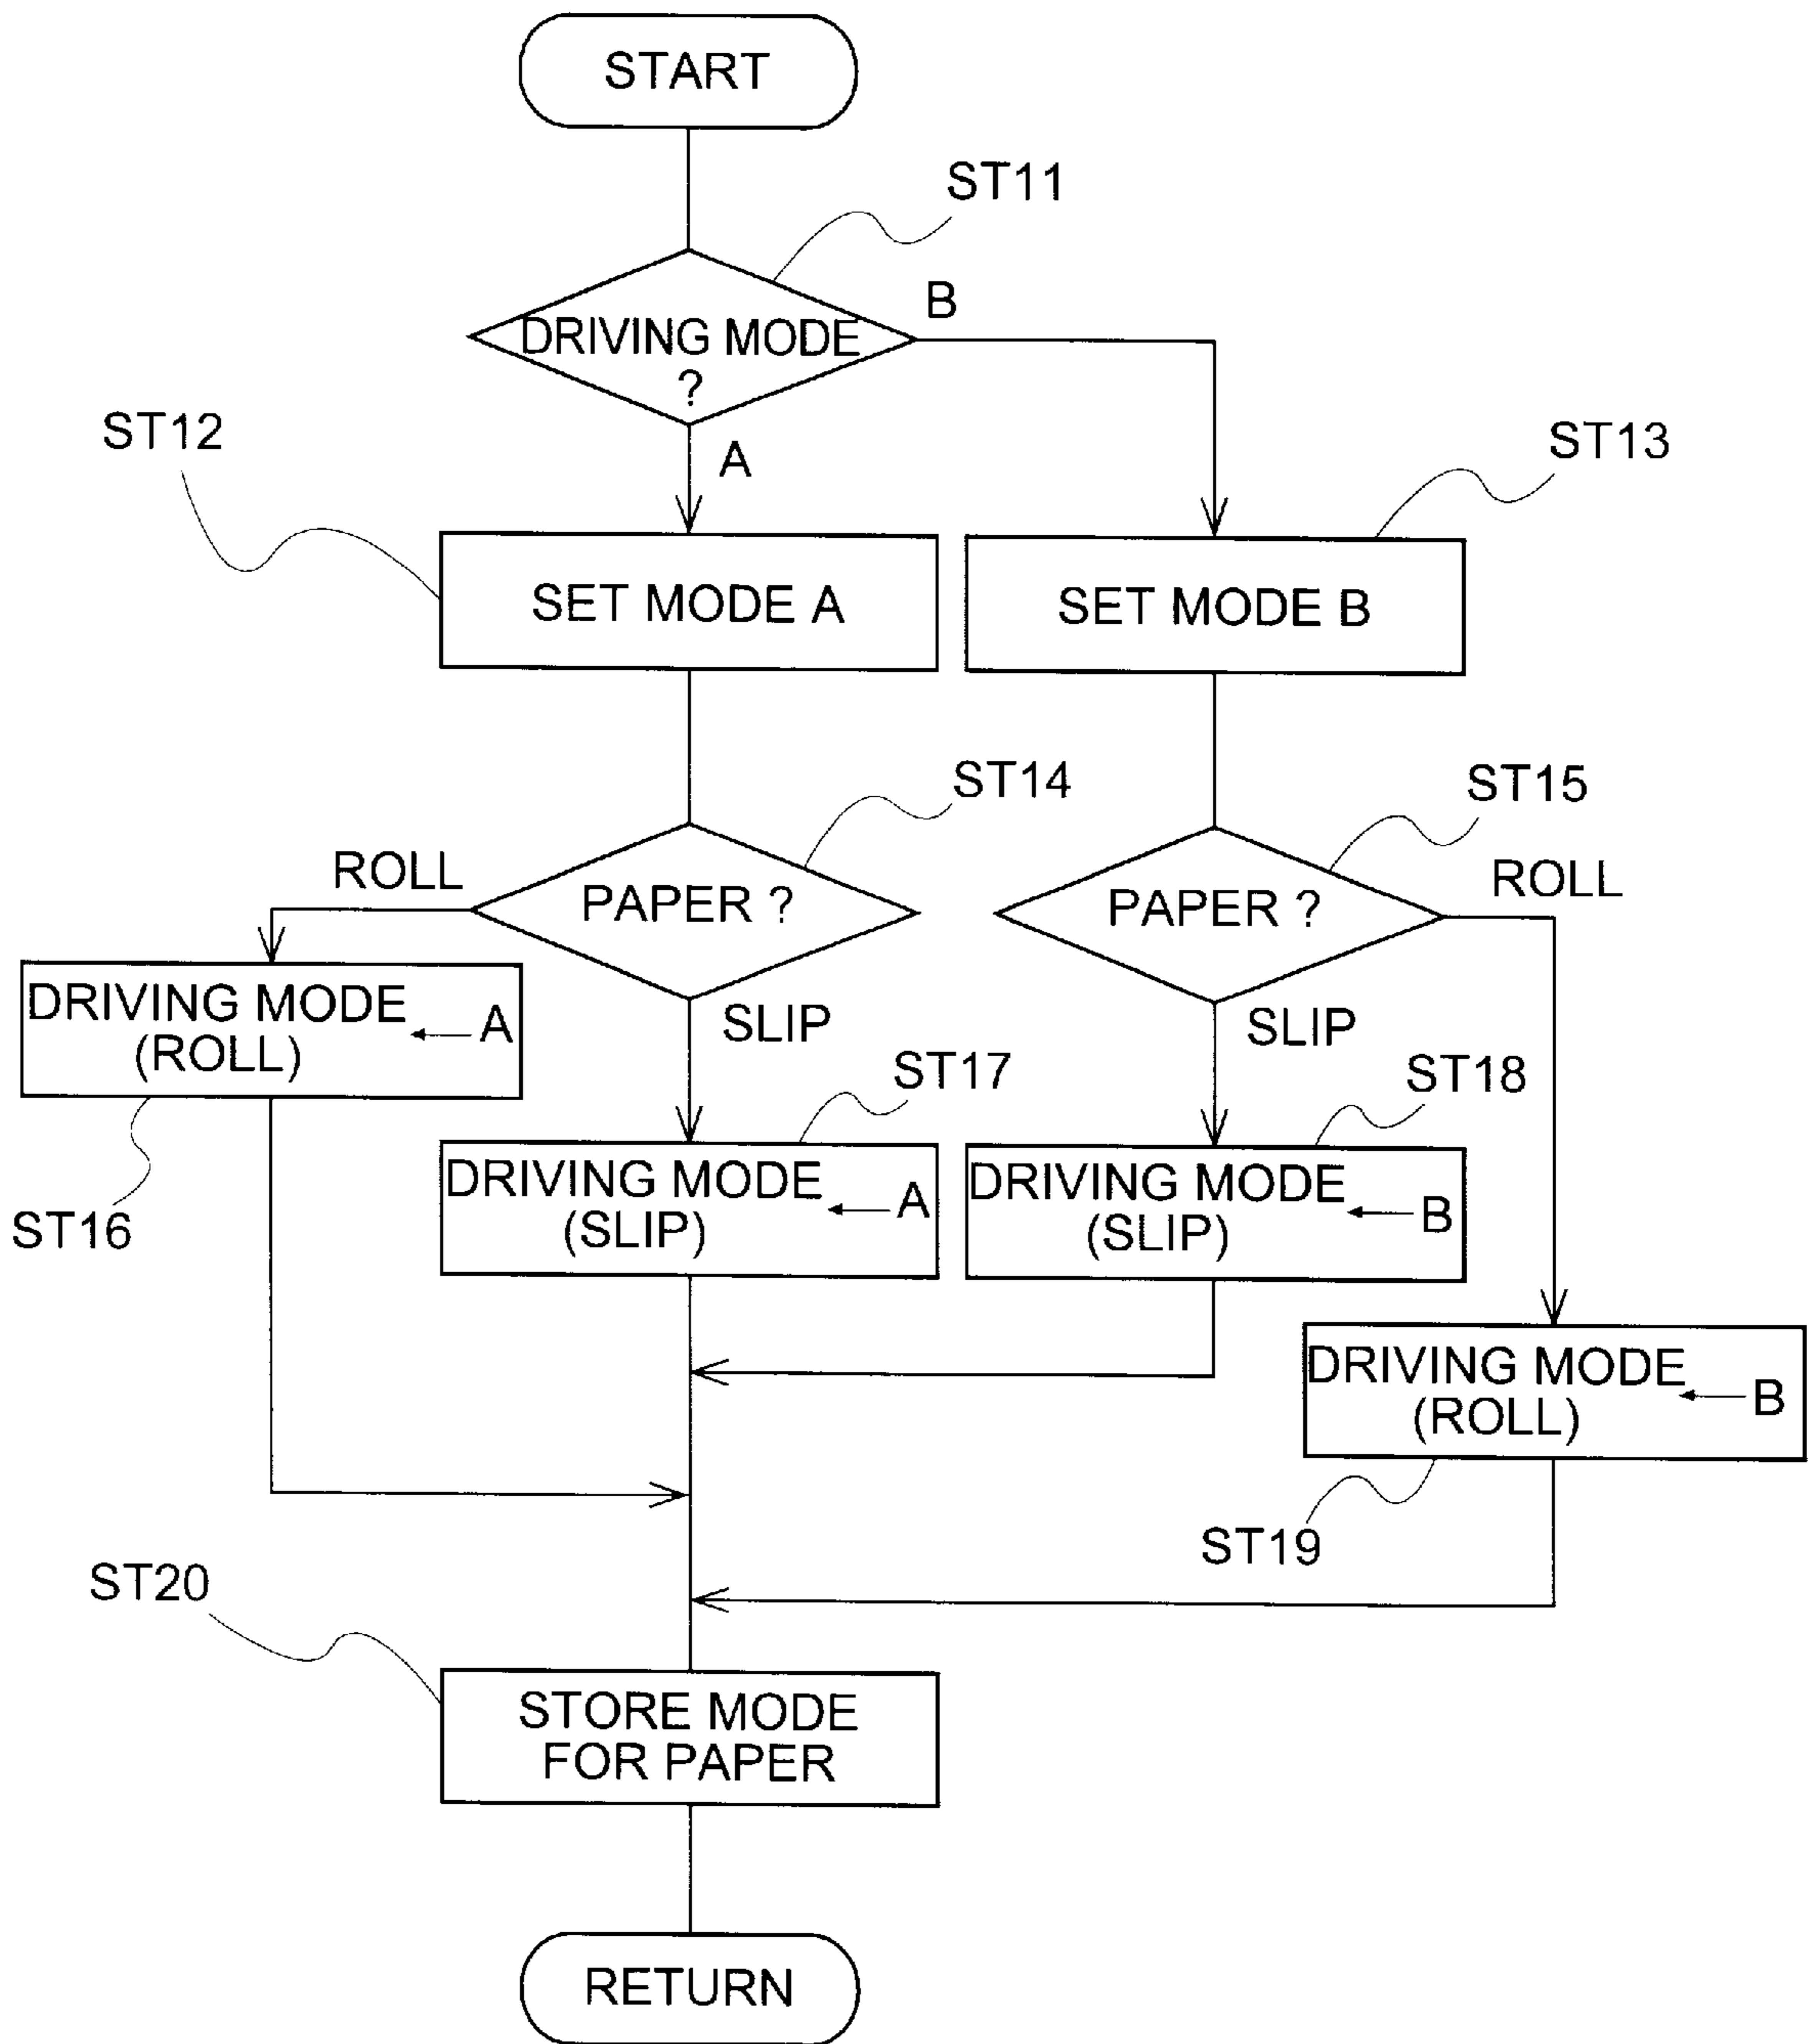 START
ST11
DRIVING MODE
?
B
A
ST12
ST13
SET MODE A
SET MODE B
ST14
ST15
ROLL
PAPER ?
PAPER ?
ROLL
DRIVING MODE
(ROLL)
← A
SLIP
SLIP
ST17
ST18
ST16
DRIVING MODE
(SLIP)
← A
DRIVING MODE
(SLIP)
← B
DRIVING MODE
(ROLL)
← B
ST19
ST20
STORE MODE
FOR PAPER
RETURN